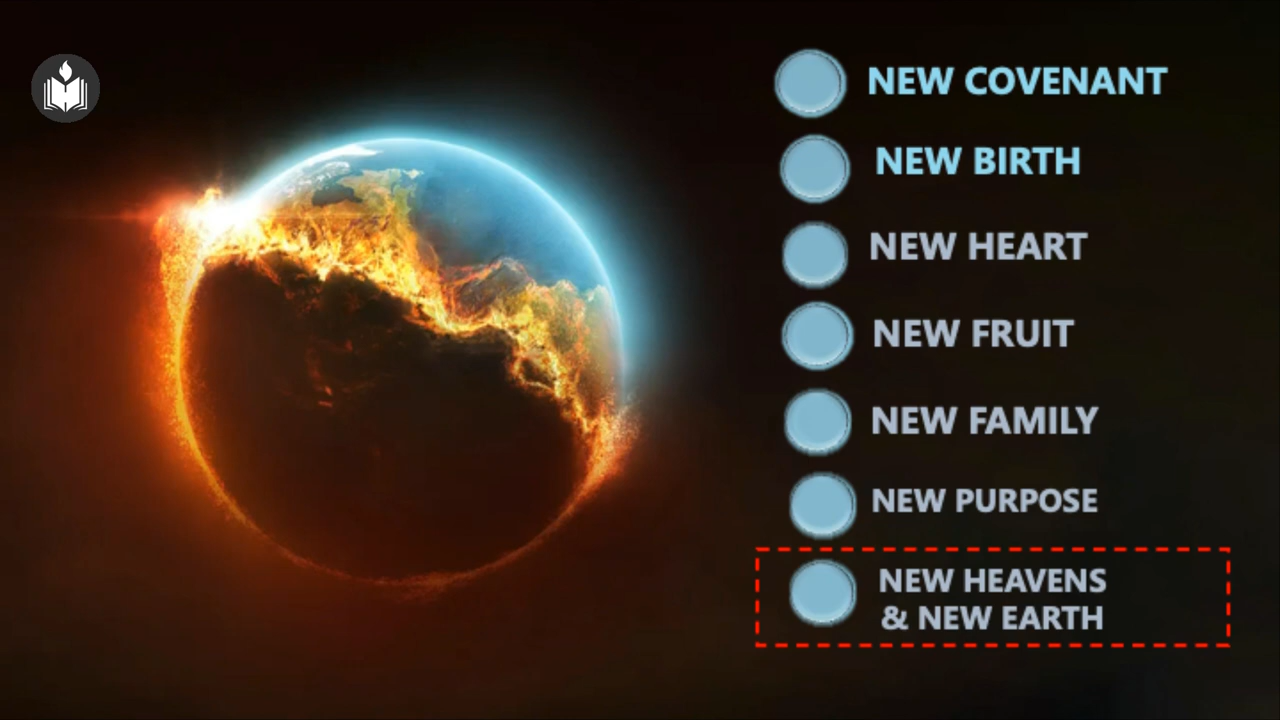 NEW COVENANT
NEW BIRTH
NEW HEART
NEW FRUIT
NEW FAMILY
NEW PURPOSE
NEW HEAVENS
& NEW EARTH